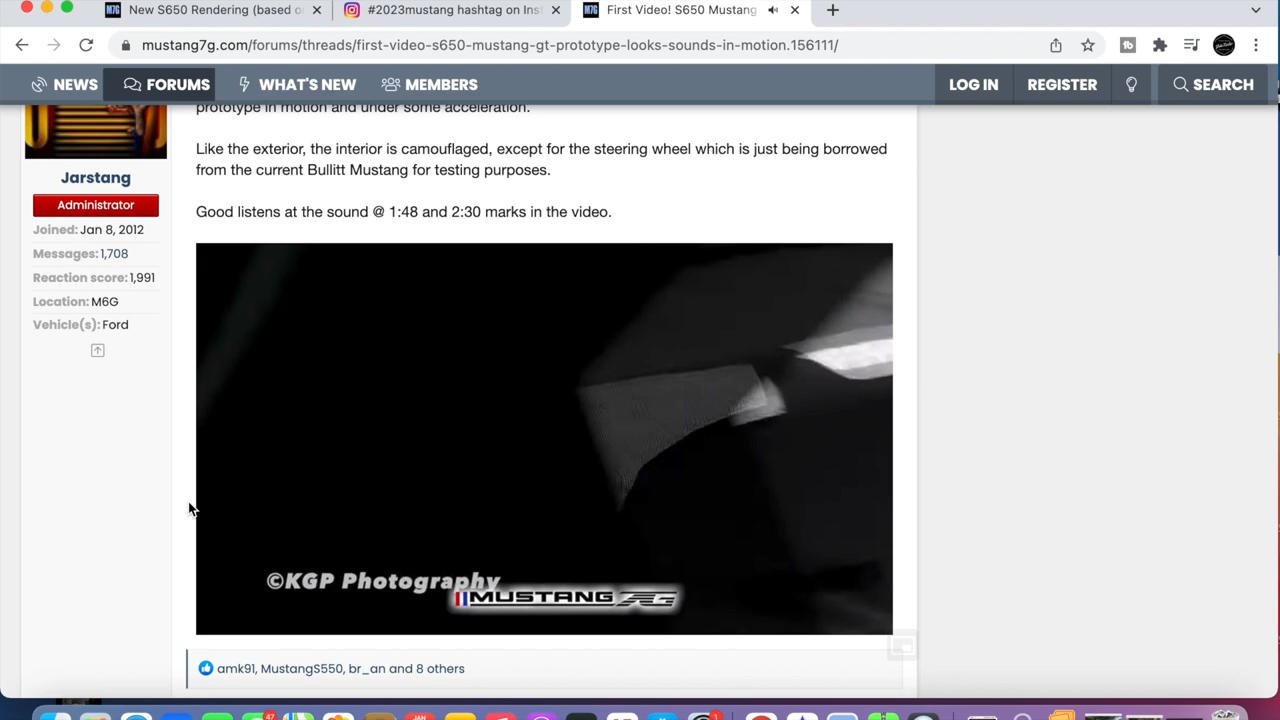 New S650 Rendering (based o
#2023mustang hashtag on Inst
First Video! S650 Mustang
mustang7g.com/forums/threads/first-video-s650-mustang-gt-prototype-looks-sounds-in-motion.156111/
NEWS
FORUMS
WHAT'S NEW
MEMBERS
LOG IN
REGISTER
SEARCH
prototype in motion and under some acceleration.
Like the exterior, the interior is camouflaged, except for the steering wheel which is just being borrowed
from the current Bullitt Mustang for testing purposes.
Good listens at the sound @ 1:48 and 2:30 marks in the video.
Jarstang
Administrator
Joined: Jan 8, 2012
Messages: 1,708
Reaction score: 1,991
Location: M6G
Vehicle(s): Ford
©KGP Photography
MUSTANG 7G
amk91, MustangS550, br_an and 8 others